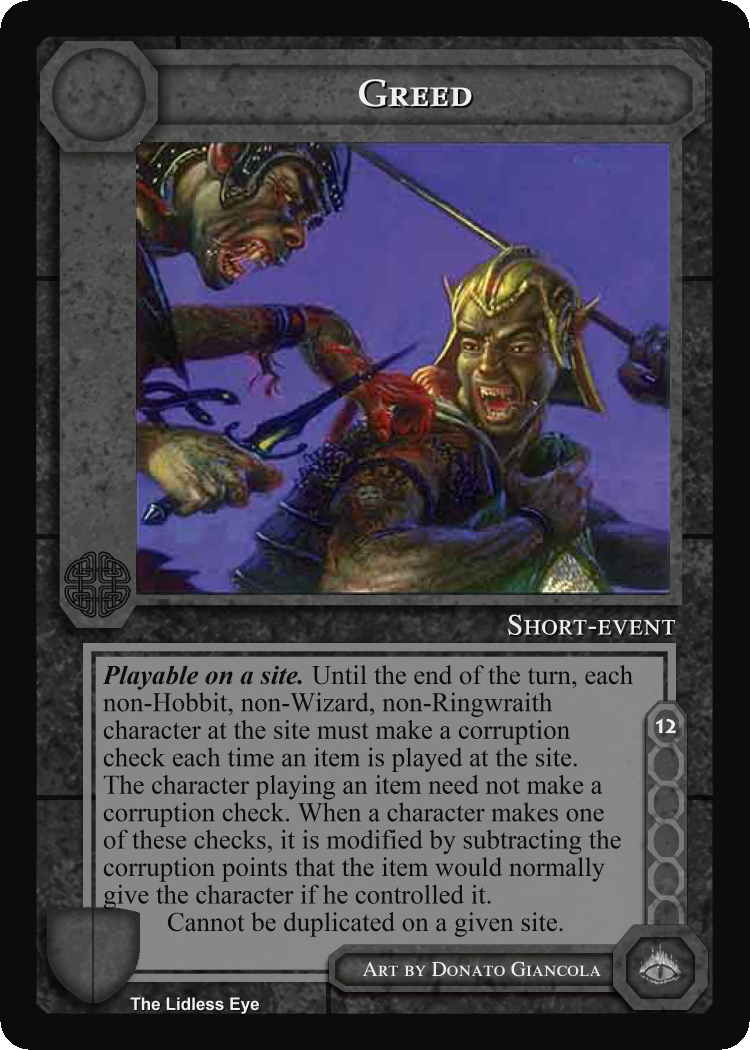 Greed
Short-event
Playable on a site. Until the end of the turn, each
non-Hobbit, non-Wizard, non-Ringwraith
character at the site must make a corruption
check each time an item is played at the site.
The character playing an item need not make a
corruption check. When a character makes one
of these checks, it is modified by subtracting the
corruption points that the item would normally
give the character if he controlled it.
Cannot be duplicated on a given site.
12
Art by Donato Giancola
The Lidless Eye